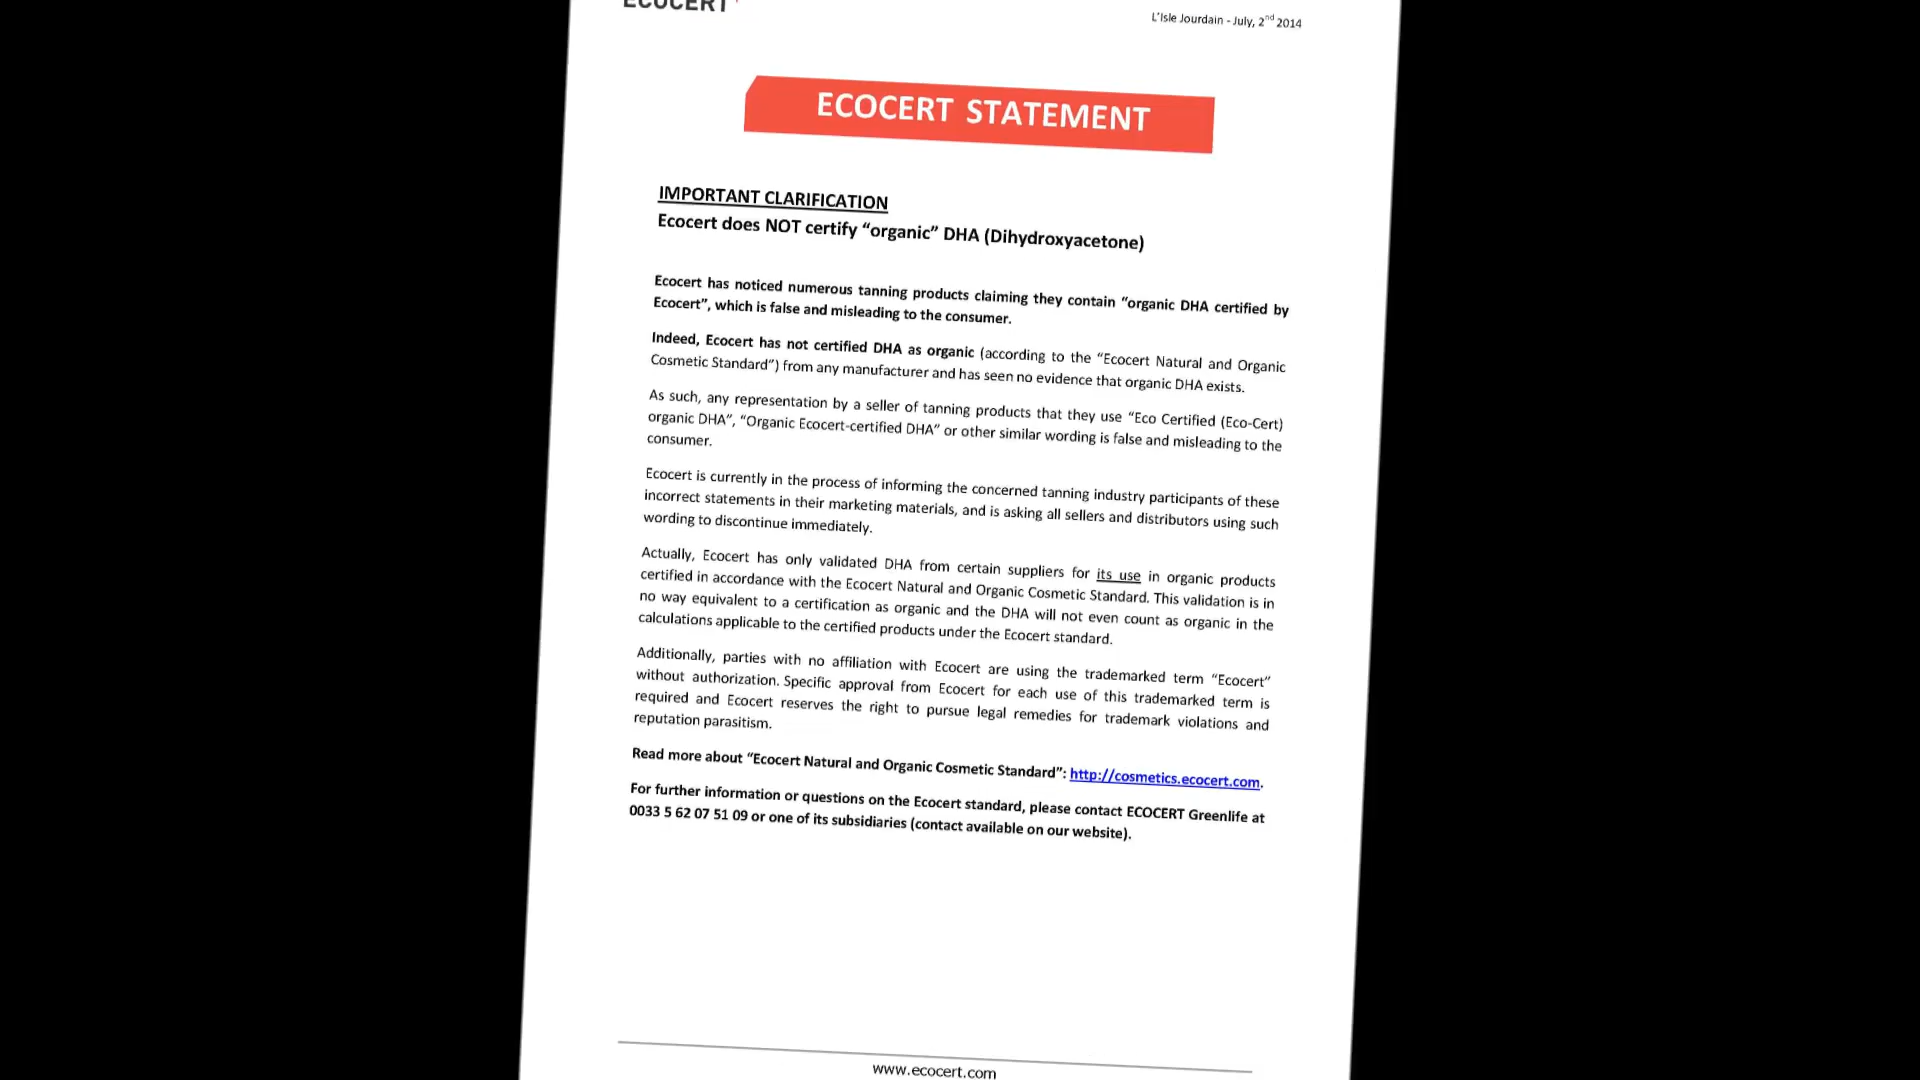 ECOCERT
L'Isle Jourdain - July, 2nd 2014
ECOCERT STATEMENT
IMPORTANT CLARIFICATION
Ecocert does NOT certify “organic” DHA (Dihydroxyacetone)
Ecocert has noticed numerous tanning products claiming they contain “organic DHA certified by
Ecocert”, which is false and misleading to the consumer.
Indeed, Ecocert has not certified DHA as organic (according to the “Ecocert Natural and Organic
Cosmetic Standard”) from any manufacturer and has seen no evidence that organic DHA exists.
As such, any representation by a seller of tanning products that they use “Eco Certified (Eco-Cert)
organic DHA”, “Organic Ecocert-certified DHA” or other similar wording is false and misleading to the
consumer.
Ecocert is currently in the process of informing the concerned tanning industry participants of these
incorrect statements in their marketing materials, and is asking all sellers and distributors using such
wording to discontinue immediately.
Actually, Ecocert has only validated DHA from certain suppliers for its use in organic products
certified in accordance with the Ecocert Natural and Organic Cosmetic Standard. This validation is in
no way equivalent to a certification as organic and the DHA will not even count as organic in the
calculations applicable to the certified products under the Ecocert standard.
Additionally, parties with no affiliation with Ecocert are using the trademarked term “Ecocert”
without authorization. Specific approval from Ecocert for each use of this trademarked term is
required and Ecocert reserves the right to pursue legal remedies for trademark violations and
reputation parasitism.
Read more about “Ecocert Natural and Organic Cosmetic Standard”: http://cosmetics.ecocert.com.
For further information or questions on the Ecocert standard, please contact ECOCERT Greenlife at
0033 5 62 07 51 09 or one of its subsidiaries (contact available on our website).
www.ecocert.com